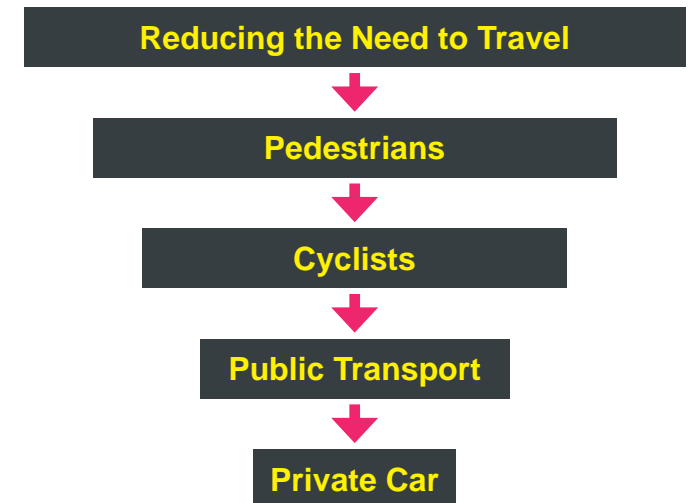 Reducing the Need to Travel
Pedestrians
Cyclists
Public Transport
Private Car